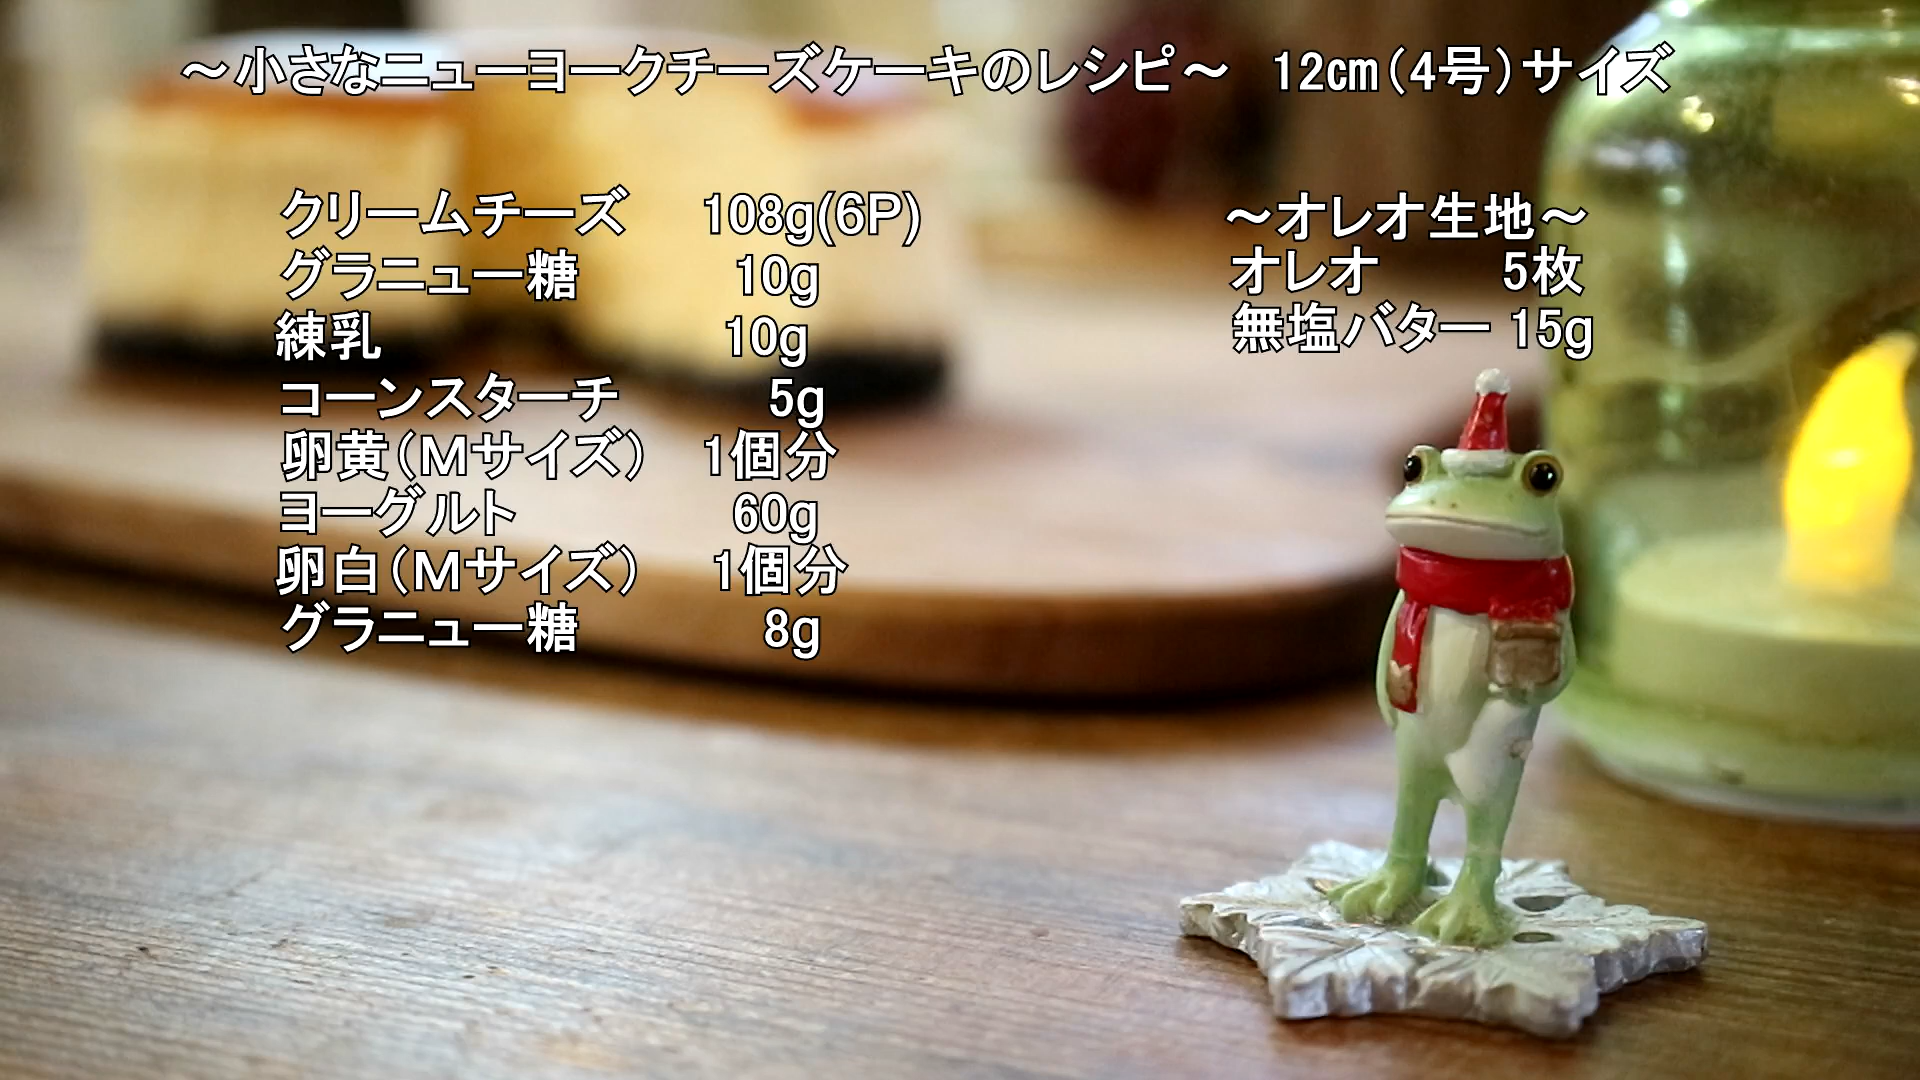 ～小さなニューヨークチーズケーキのレシピ～ 12㎝（4号）サイズ
クリームチーズ 108g(6P)
グラニュー糖 10g
練乳 10g
コーンスターチ 5g
卵黄（Mサイズ） 1個分
ヨーグルト 60g
卵白（Mサイズ） 1個分
グラニュー糖 8g
～オレオ生地～
オレオ 5枚
無塩バター 15g